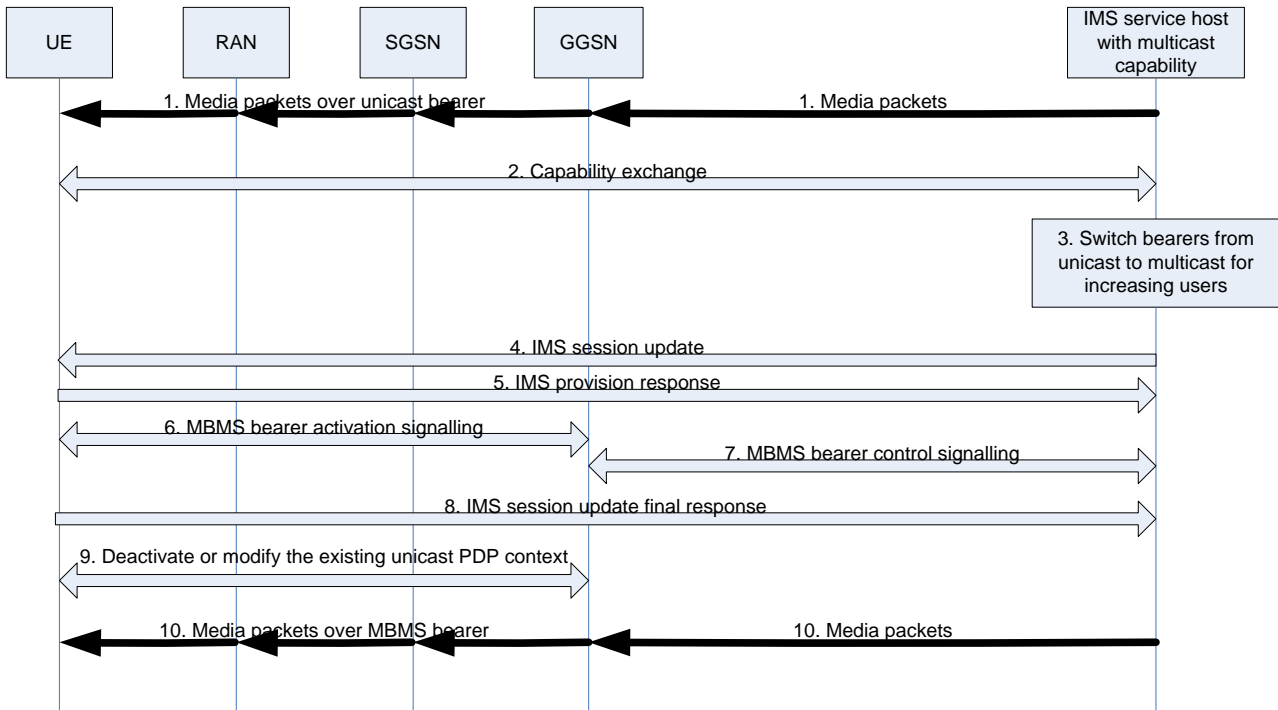 UE
RAN
SGSN
GGSN
IMS service host
with multicast
capability
1. Media packets over unicast bearer
1. Media packets
2. Capability exchange
3. Switch bearers from
unicast to multicast for
increasing users
4. IMS session update
5. IMS provision response
6. MBMS bearer activation signalling
7. MBMS bearer control signalling
8. IMS session update final response
9. Deactivate or modify the existing unicast PDP context
10. Media packets over MBMS bearer
10. Media packets